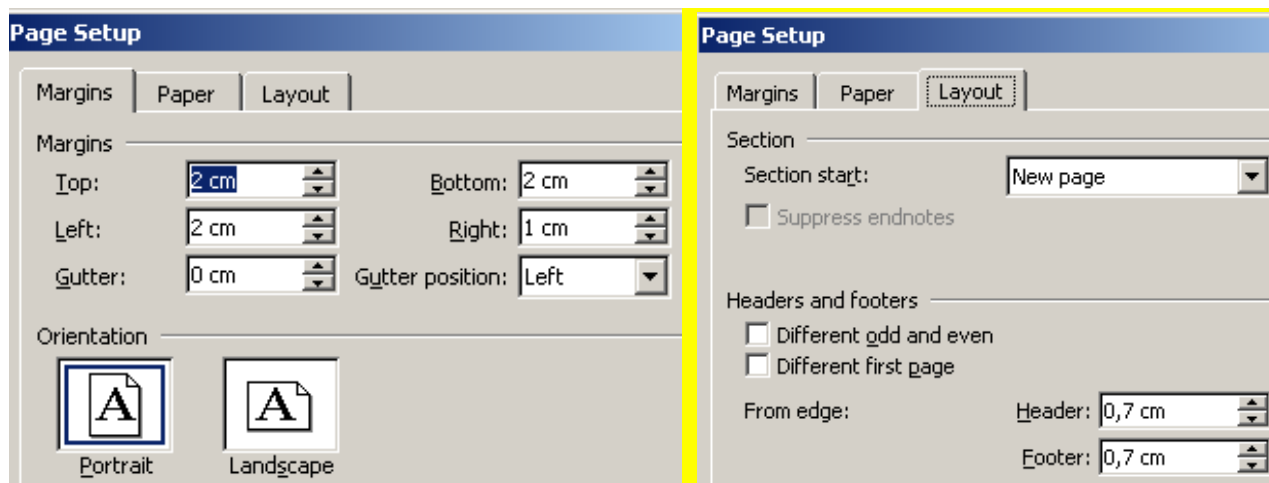 Page Setup
Margins Paper Layout
Margins
Top: 2 cm Bottom: 2 cm
Left: 2 cm Right: 1 cm
Gutter: 0 cm Gutter position: Left
Orientation
A A
Portrait Landscape
Page Setup
Margins Paper Layout
Section
Section start: New page
Suppress endnotes
Headers and footers
Different odd and even
Different first page
From edge: Header: 0,7 cm
Footer: 0,7 cm